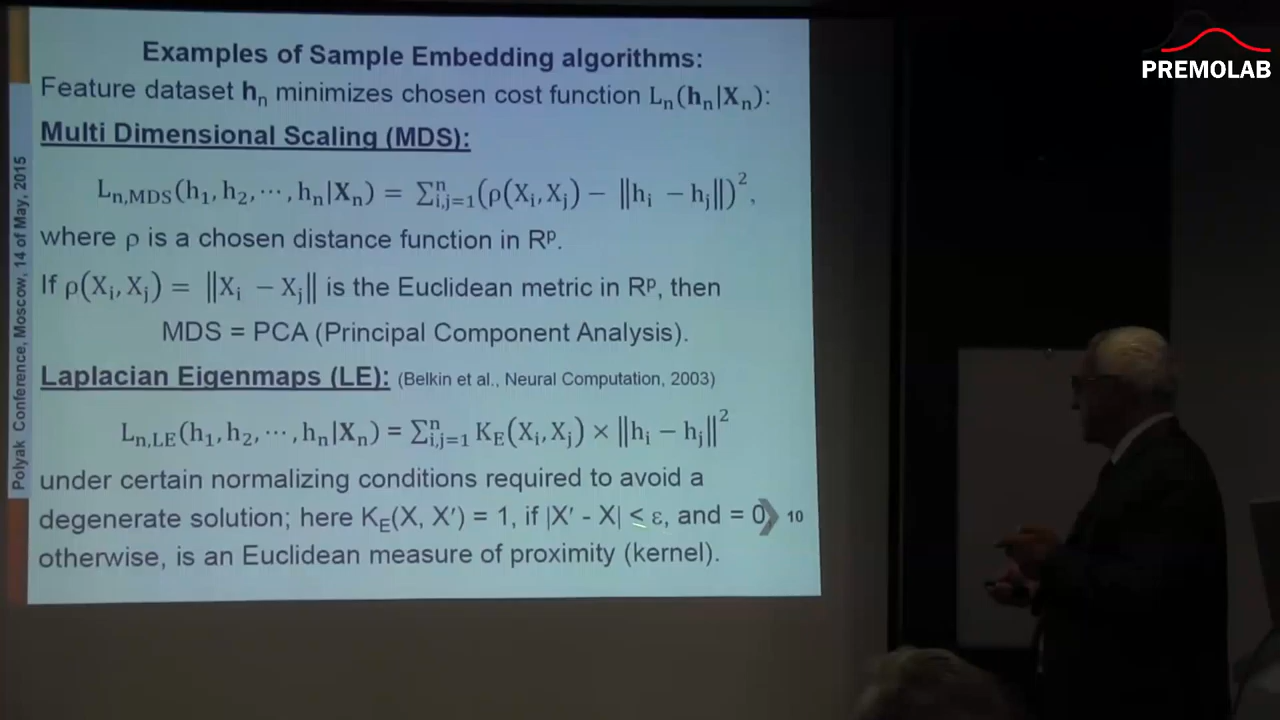 PREMOLAB
Polyak Conference, Moscow, 14 of May, 2015
Examples of Sample Embedding algorithms:
Feature dataset hₙ minimizes chosen cost function Lₙ(hₙ|Xₙ):
Multi Dimensional Scaling (MDS):
Lₙ,MDS(h₁, h₂, ⋯, hₙ|Xₙ) = ∑ⁿᵢ,ⱼ₌₁(ρ(Xᵢ, Xⱼ) − ‖hᵢ − hⱼ‖)²,
where ρ is a chosen distance function in Rᵖ.
If ρ(Xᵢ, Xⱼ) = ‖Xᵢ − Xⱼ‖ is the Euclidean metric in Rᵖ, then
MDS = PCA (Principal Component Analysis).
Laplacian Eigenmaps (LE): (Belkin et al., Neural Computation, 2003)
Lₙ,LE(h₁, h₂, ⋯, hₙ|Xₙ) = ∑ⁿᵢ,ⱼ₌₁ K_E(Xᵢ, Xⱼ) × ‖hᵢ − hⱼ‖²
under certain normalizing conditions required to avoid a
degenerate solution; here K_E(X, X′) = 1, if |X′ - X| ≤ ε, and = 0,
otherwise, is an Euclidean measure of proximity (kernel).
10